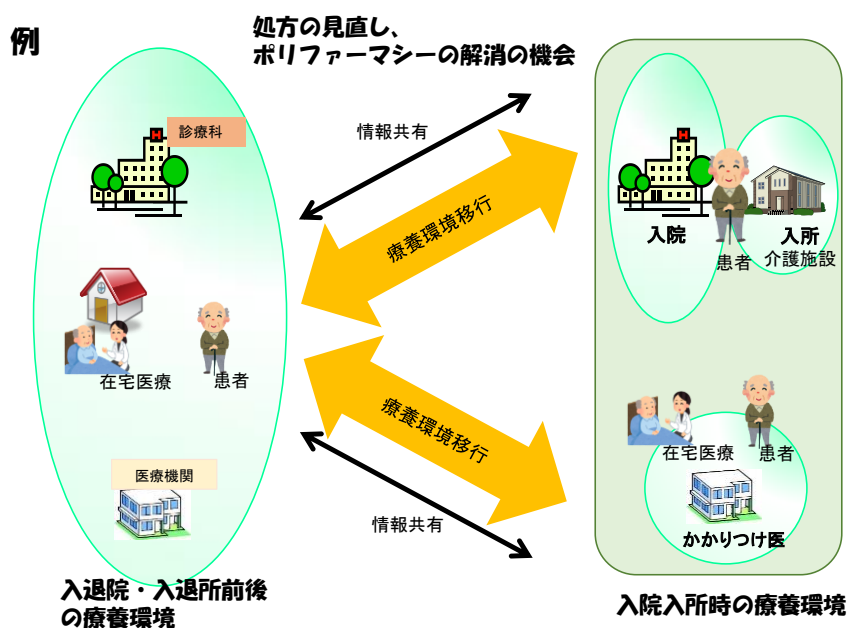 例
処方の見直し、
ポリファーマシーの解消の機会
診療科
H
在宅医療
患者
医療機関
入退院・入退所前後
の療養環境
情報共有
療養環境移行
療養環境移行
情報共有
H
入院
患者
入所
介護施設
在宅医療
患者
かかりつけ医
入院入所時の療養環境